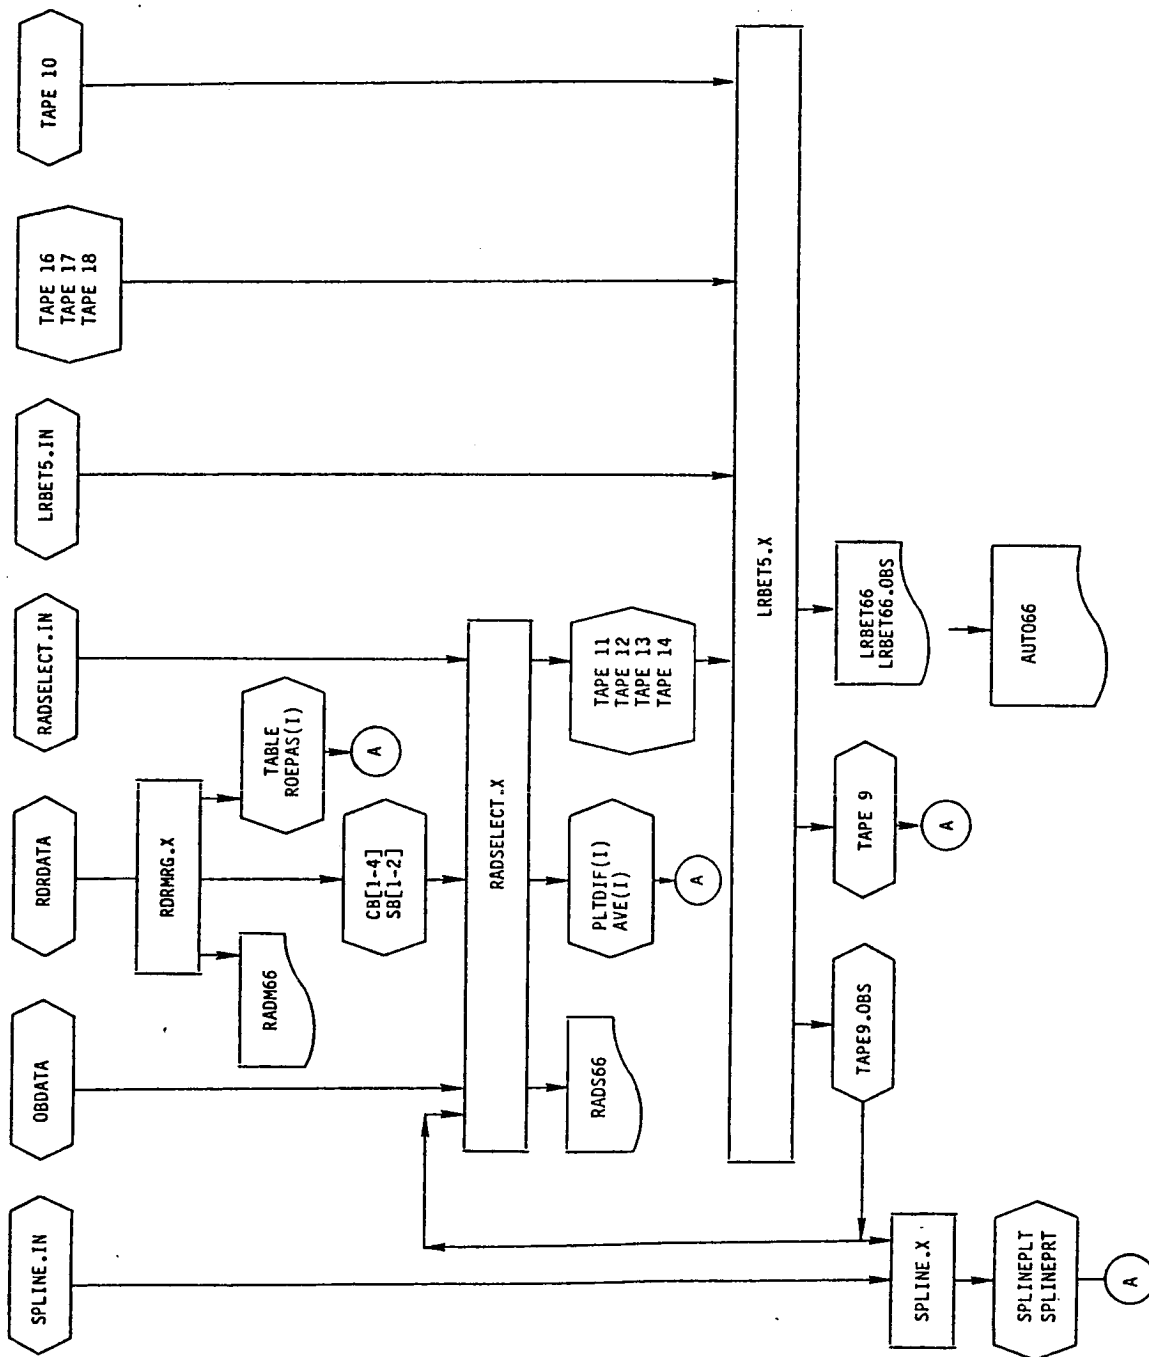 SPLINE.IN
OBDATA
RDRDATA
RADSELECT.IN
LRBET5.IN
TAPE 16
TAPE 17
TAPE 18
TAPE 10
RDRMRG.X
RADM66
TABLE
ROEPAS(I)
A
CB[1-4]
SB[1-2]
RADSELECT.X
RADS66
PLTDIF(I)
AVE(I)
TAPE 11
TAPE 12
TAPE 13
TAPE 14
A
LRBET5.X
TAPE9.OBS
TAPE 9
LRBET66
LRBET66.OBS
SPLINE.X
A
AUTO66
SPLINEPLT
SPLINEPRT
A